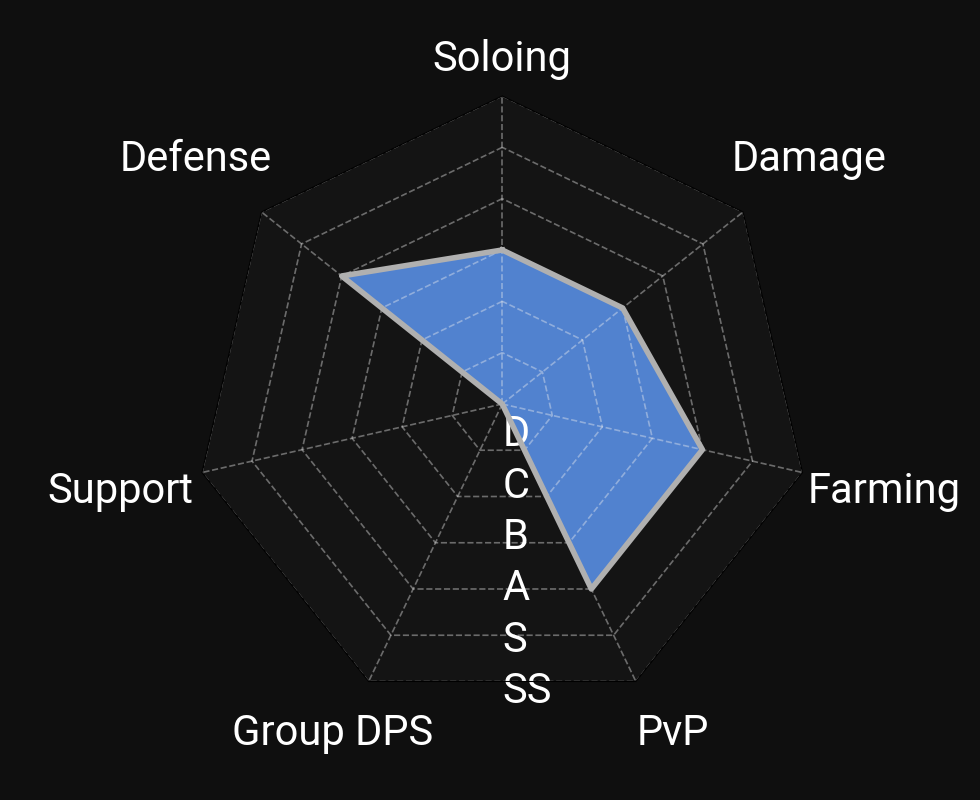 Soloing
Defense
Damage
D
C
Support
Farming
B
A
S
SS
Group DPS
PvP